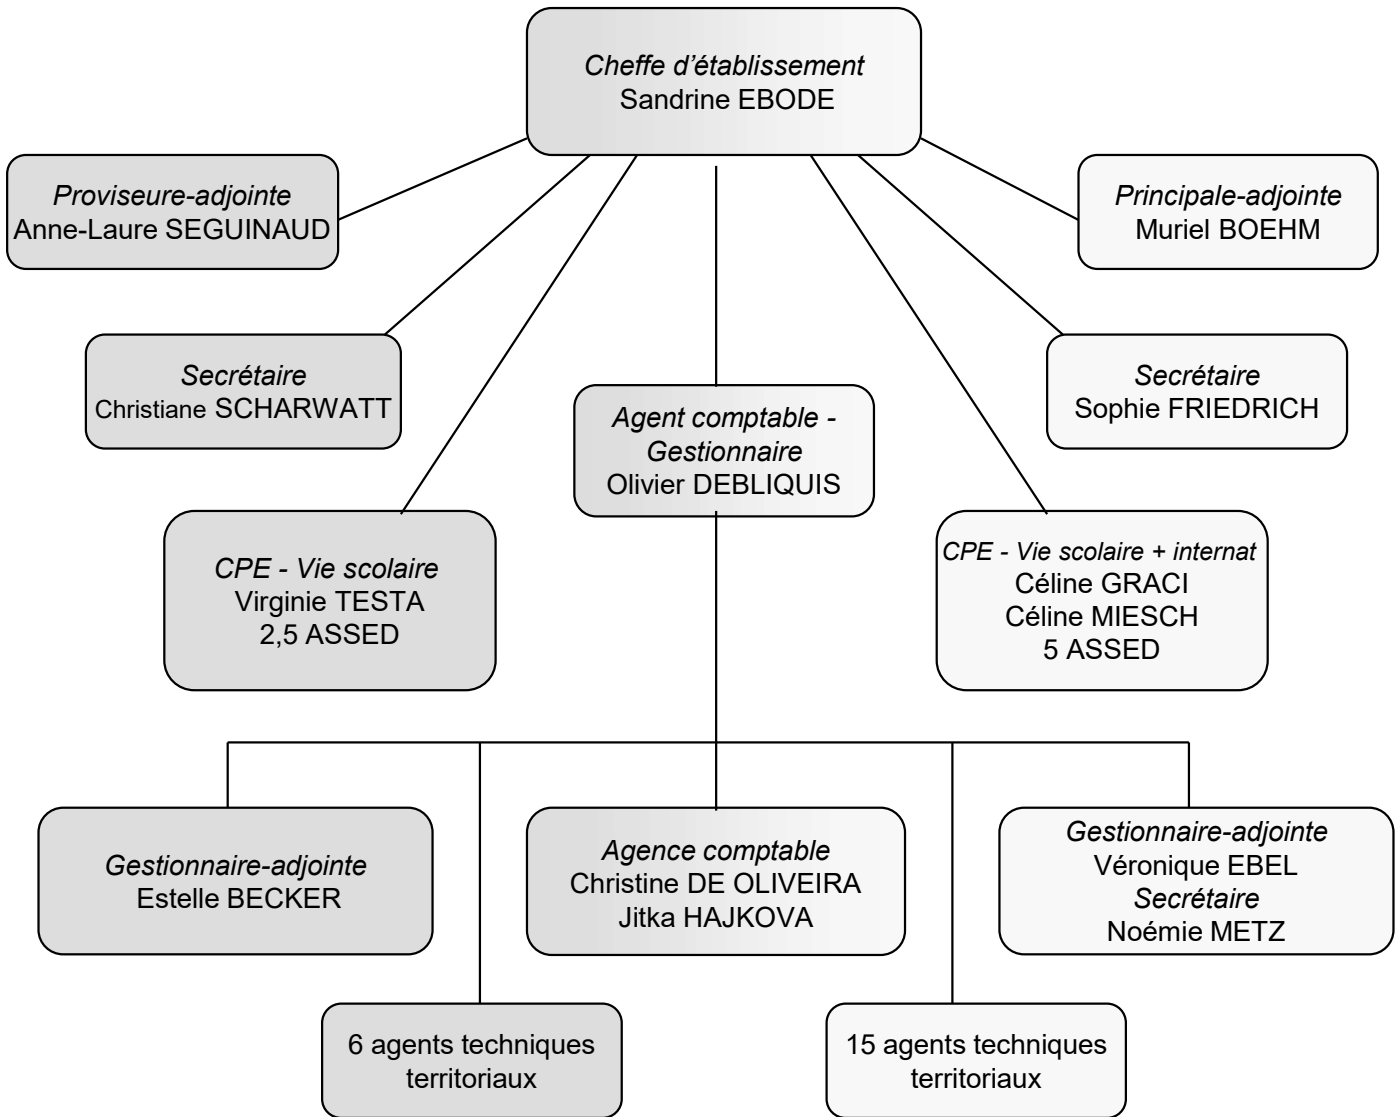 Cheffe d’établissement
Sandrine EBODE
Proviseure-adjointe
Anne-Laure SEGUINAUD
Principale-adjointe
Muriel BOEHM
Secrétaire
Christiane SCHARWATT
Secrétaire
Sophie FRIEDRICH
Agent comptable -
Gestionnaire
Olivier DEBLIQUIS
CPE - Vie scolaire
Virginie TESTA
2,5 ASSED
CPE - Vie scolaire + internat
Céline GRACI
Céline MIESCH
5 ASSED
Gestionnaire-adjointe
Estelle BECKER
Agence comptable
Christine DE OLIVEIRA
Jitka HAJKOVA
Gestionnaire-adjointe
Véronique EBEL
Secrétaire
Noémie METZ
6 agents techniques
territoriaux
15 agents techniques
territoriaux